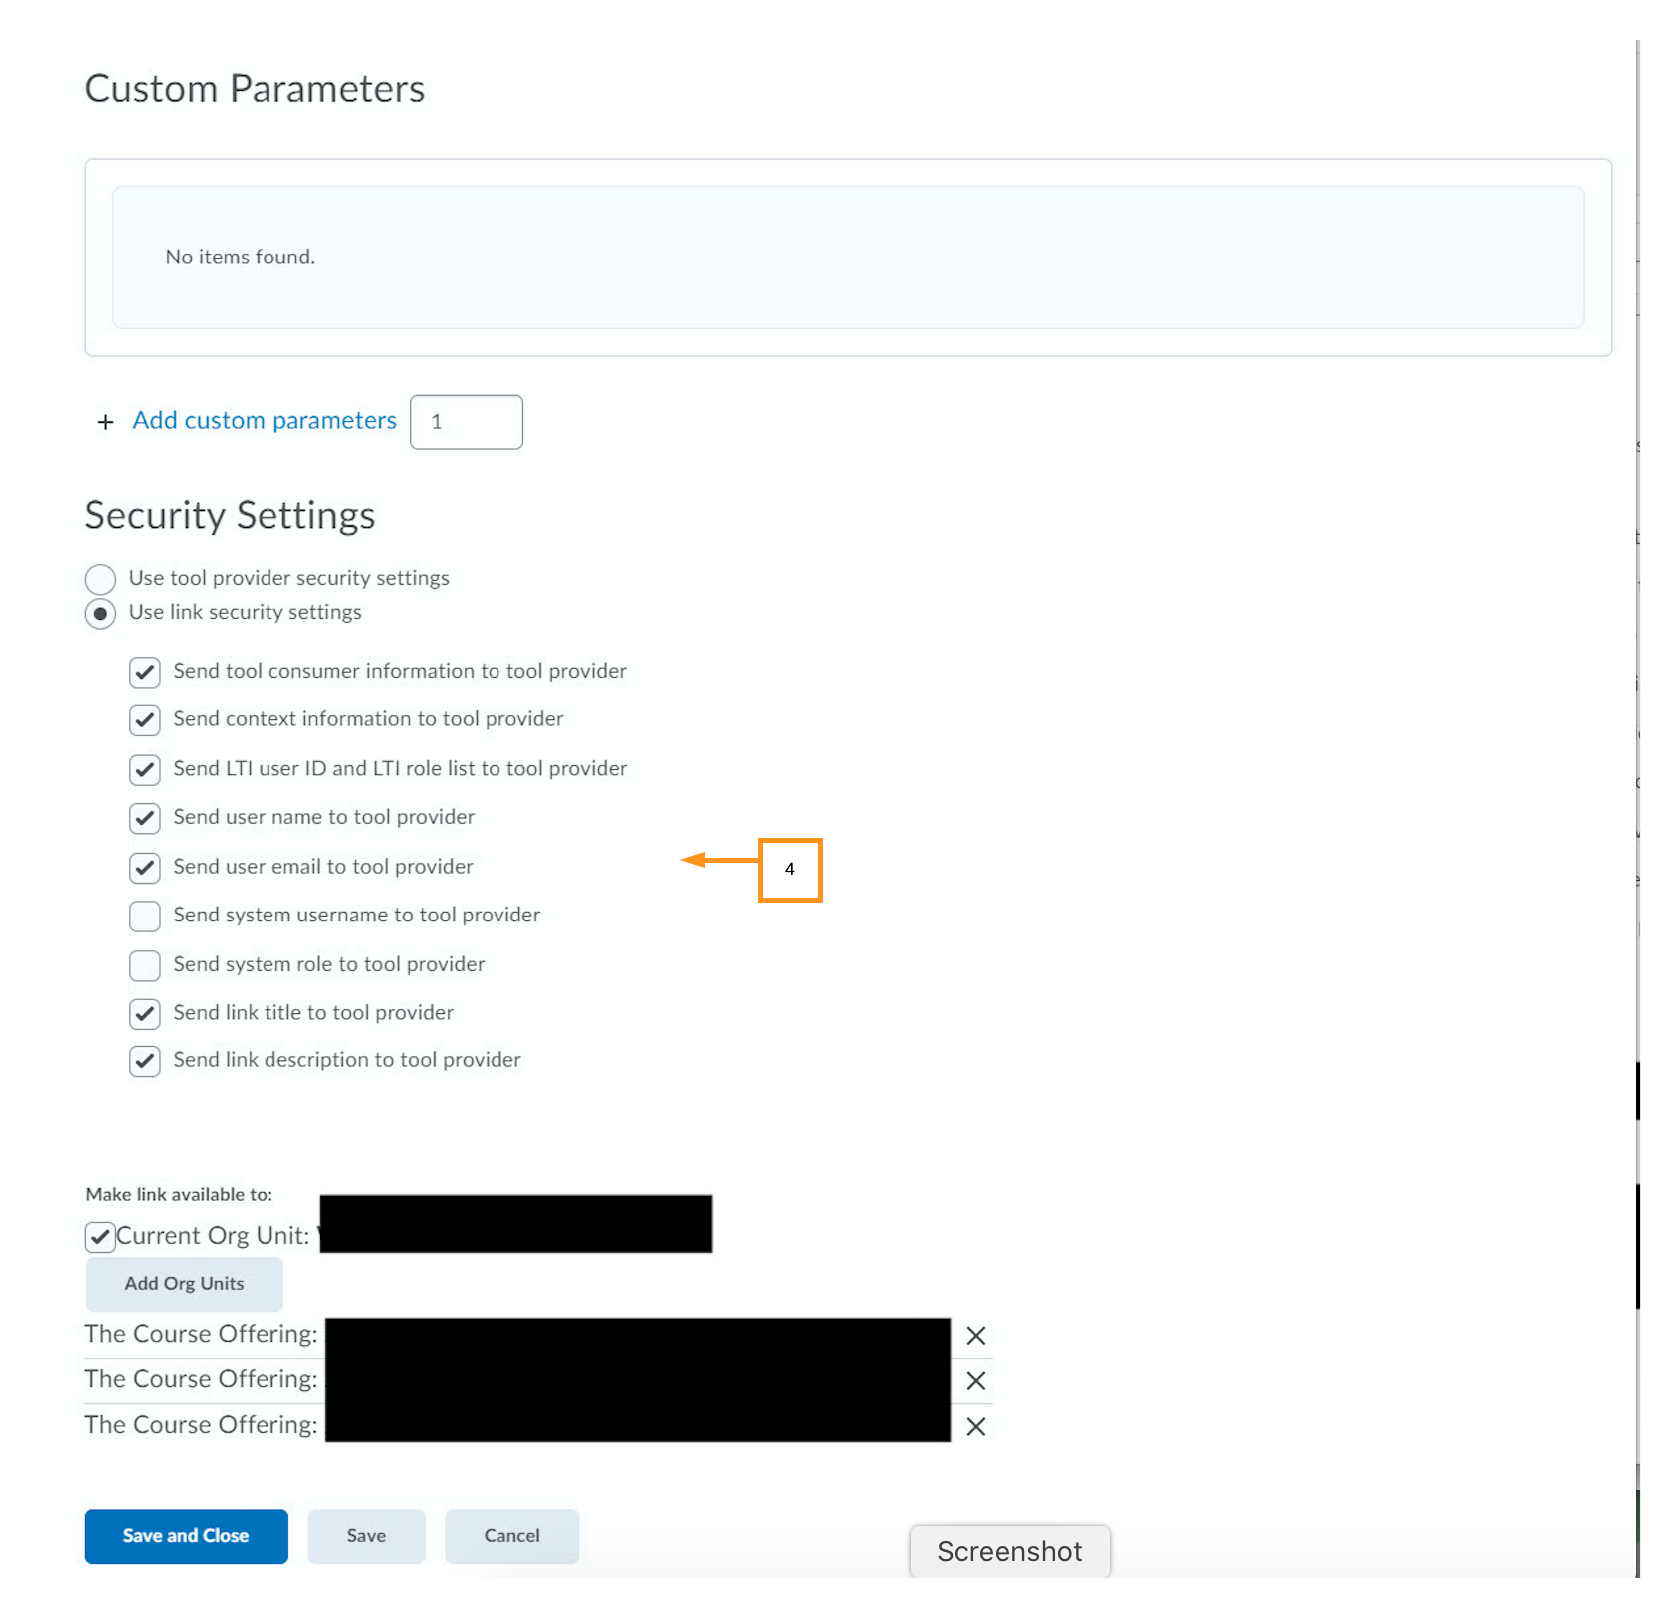 Custom Parameters
No items found.
+ Add custom parameters 1
Security Settings
Use tool provider security settings
Use link security settings
Send tool consumer information to tool provider
Send context information to tool provider
Send LTI user ID and LTI role list to tool provider
Send user name to tool provider
Send user email to tool provider
4
Send system username to tool provider
Send system role to tool provider
Send link title to tool provider
Send link description to tool provider
Make link available to:
Current Org Unit:
Add Org Units
The Course Offering:
The Course Offering:
The Course Offering:
Save and Close
Save
Cancel
Screenshot